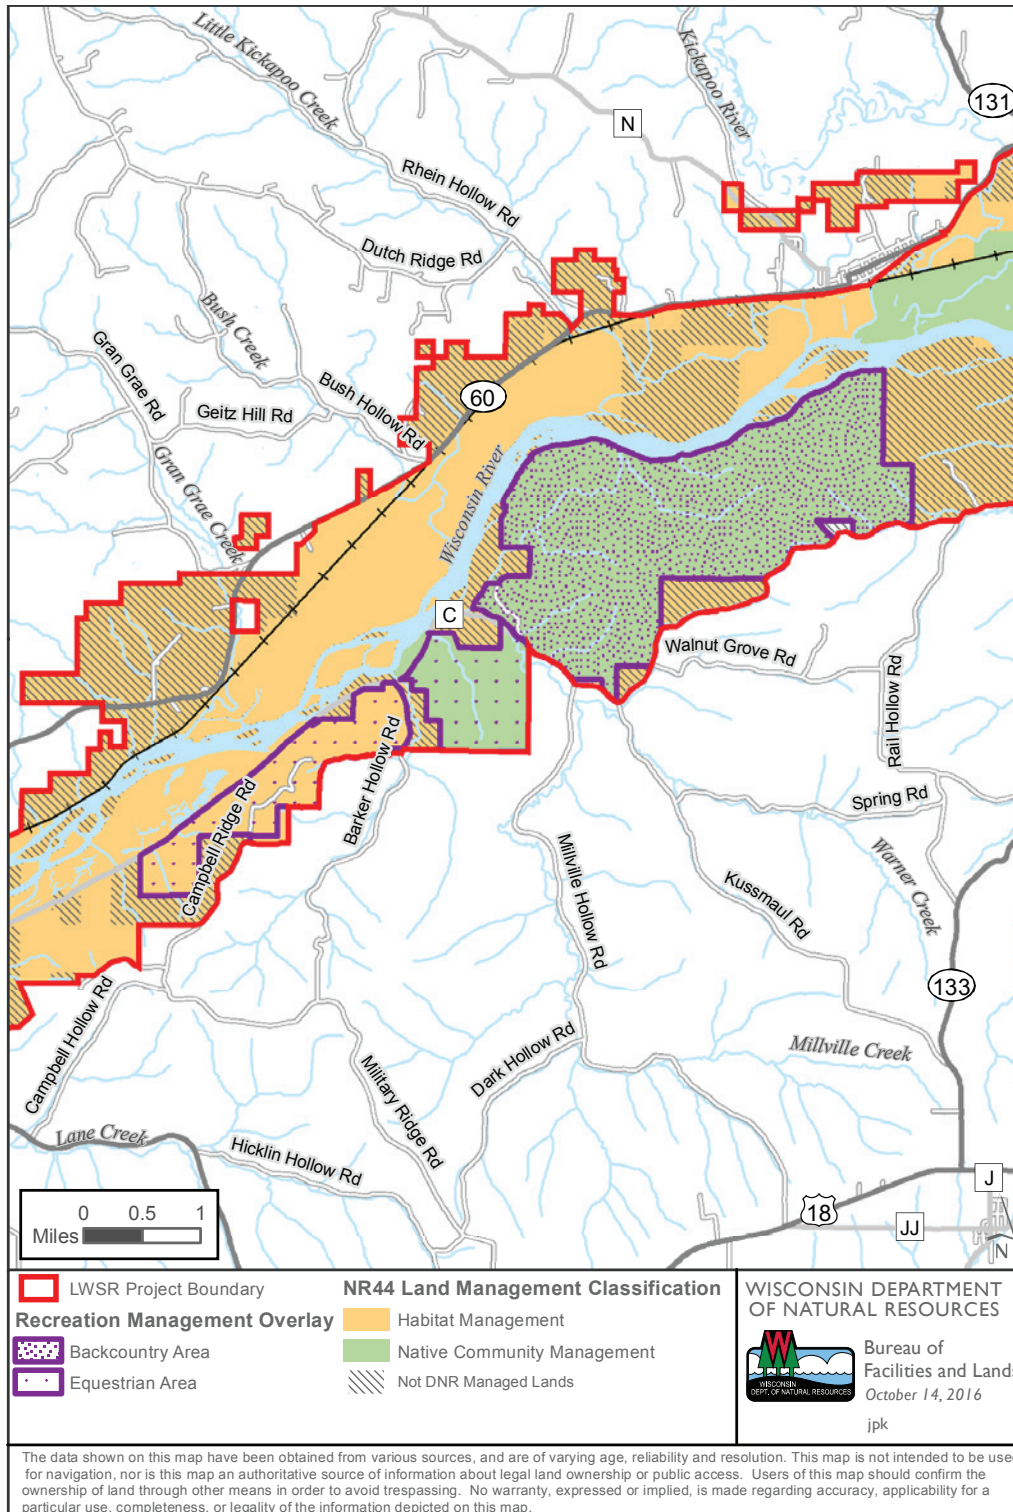 Little Kickapoo Creek
Kickapoo River
131
N
Rhein Hollow Rd
Dutch Ridge Rd
Bush Creek
Gran Grae Rd
60
Bush Hollow Rd
Geitz Hill Rd
Gran Grae Creek
Wisconsin River
C
Walnut Grove Rd
Rail Hollow Rd
Barker Hollow Rd
Campbell Ridge Rd
Spring Rd
Millville Hollow Rd
Warner Creek
Kussmaul Rd
133
Campbell Hollow Rd
Dark Hollow Rd
Millville Creek
Military Ridge Rd
Lane Creek
Hicklin Hollow Rd
J
18
JJ
N
0 0.5 1
Miles
LWSR Project Boundary
Recreation Management Overlay
Backcountry Area
Equestrian Area
NR44 Land Management Classification
Habitat Management
Native Community Management
Not DNR Managed Lands
WISCONSIN DEPARTMENT
OF NATURAL RESOURCES
W
WISCONSIN
DEPT. OF NATURAL RESOURCES
Bureau of
Facilities and Lands
October 14, 2016
jpk
The data shown on this map have been obtained from various sources, and are of varying age, reliability and resolution. This map is not intended to be used
for navigation, nor is this map an authoritative source of information about legal land ownership or public access. Users of this map should confirm the
ownership of land through other means in order to avoid trespassing. No warranty, expressed or implied, is made regarding accuracy, applicability for a
particular use, completeness, or legality of the information depicted on this map.